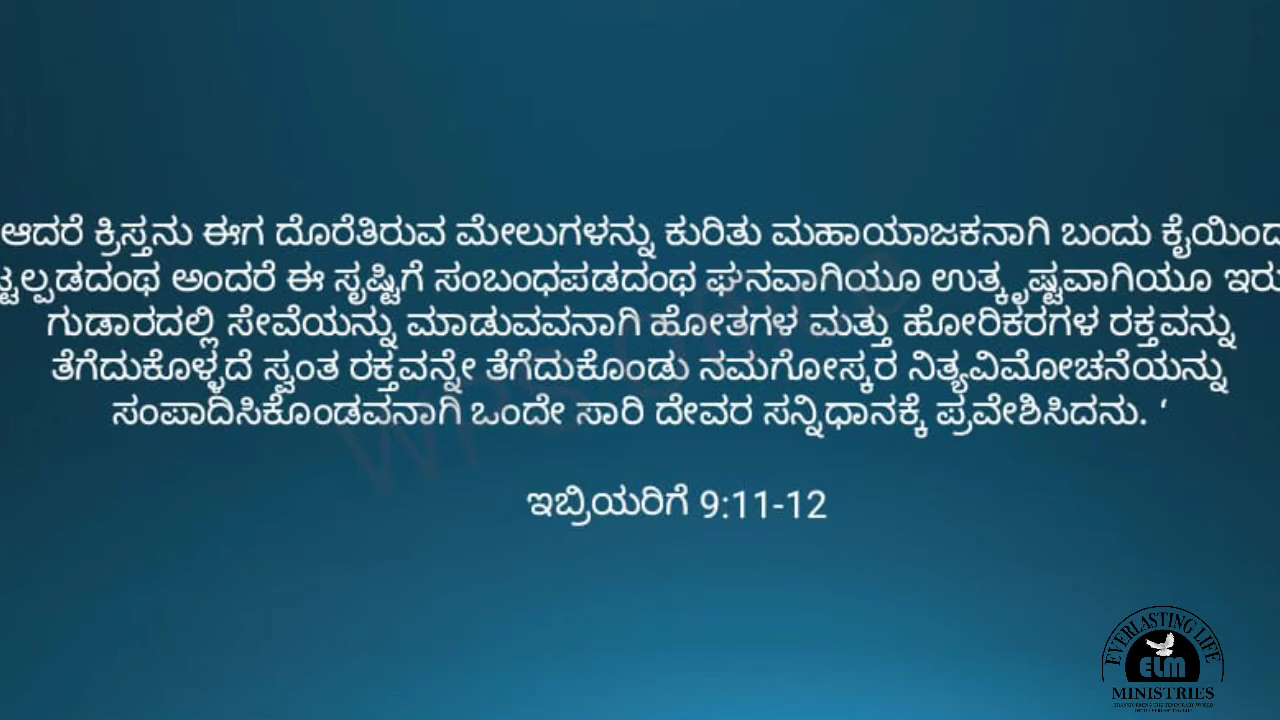 ಆದರೆ ಕ್ರಿಸ್ತನು ಈಗ ದೊರೆತಿರುವ ಮೇಲುಗಳನ್ನು ಕುರಿತು ಮಹಾಯಾಜಕನಾಗಿ ಬಂದು ಕೈಯಿಂದ
ಟ್ಟಲ್ಪಡದಂಥ ಅಂದರೆ ಈ ಸೃಷ್ಟಿಗೆ ಸಂಬಂಧಪಡದಂಥ ಘನವಾಗಿಯೂ ಉತ್ಕೃಷ್ಟವಾಗಿಯೂ ಇರು
ಗುಡಾರದಲ್ಲಿ ಸೇವೆಯನ್ನು ಮಾಡುವವನಾಗಿ ಹೋತಗಳ ಮತ್ತು ಹೋರಿಕರಗಳ ರಕ್ತವನ್ನು
ತೆಗೆದುಕೊಳ್ಳದೆ ಸ್ವಂತ ರಕ್ತವನ್ನೇ ತೆಗೆದುಕೊಂಡು ನಮಗೋಸ್ಕರ ನಿತ್ಯವಿಮೋಚನೆಯನ್ನು
ಸಂಪಾದಿಸಿಕೊಂಡವನಾಗಿ ಒಂದೇ ಸಾರಿ ದೇವರ ಸನ್ನಿಧಾನಕ್ಕೆ ಪ್ರವೇಶಿಸಿದನು. ‘
ಇಬ್ರಿಯರಿಗೆ 9:11-12
EVERLASTING LIFE
ELM
MINISTRIES